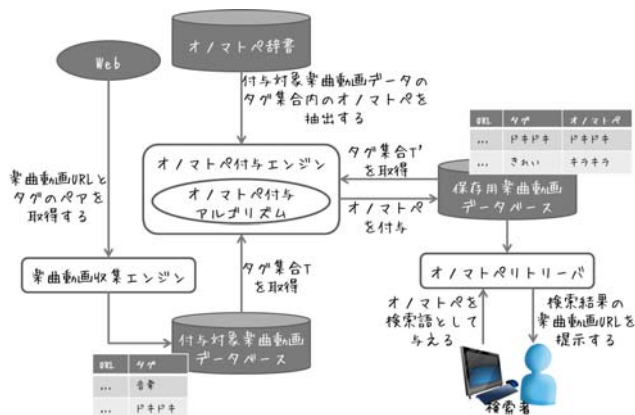 オノマトペ辞書
Web
付与対象楽曲動画データの
タグ集合内のオノマトペを
抽出する
URL タグ オノマトペ
... ドキドキ ドキドキ
... きれい キラキラ
オノマトペ付与エンジン
オノマトペ付与
アルゴリズム
タグ集合T'
を取得
オノマトペ
を付与
保存用楽曲動画
データベース
楽曲動画URLと
タグのペアを
取得する
楽曲動画収集エンジン
タグ集合T
を取得
オノマトペリトリーバ
オノマトペを
検索語として
与える
検索結果の
楽曲動画URLを
提示する
付与対象楽曲動画
データベース
URL タグ
... 音楽
... ドキドキ
検索者